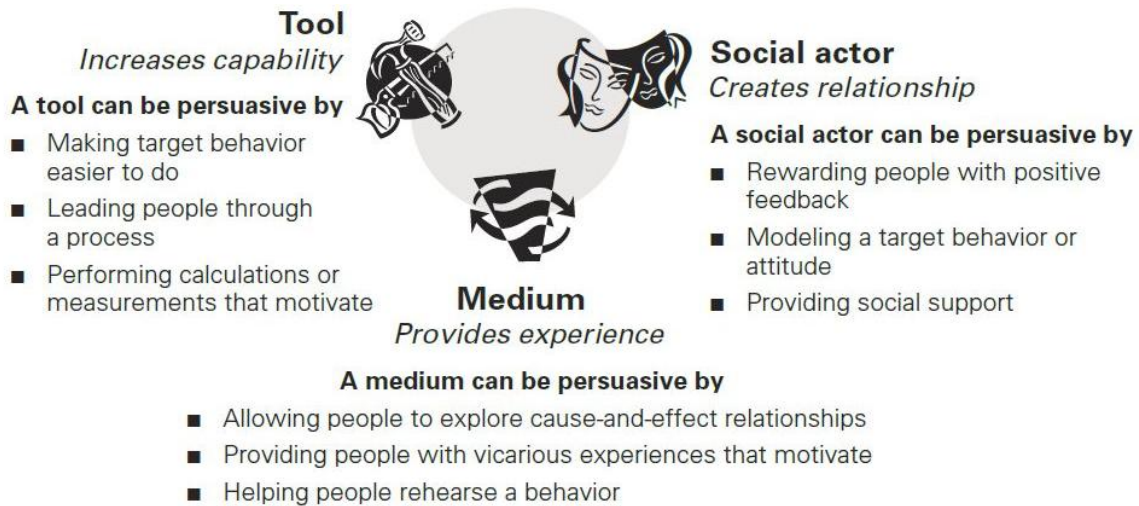 Tool
Increases capability
A tool can be persuasive by
■ Making target behavior
easier to do
■ Leading people through
a process
■ Performing calculations or
measurements that motivate
Social actor
Creates relationship
A social actor can be persuasive by
■ Rewarding people with positive
feedback
■ Modeling a target behavior or
attitude
■ Providing social support
Medium
Provides experience
A medium can be persuasive by
■ Allowing people to explore cause-and-effect relationships
■ Providing people with vicarious experiences that motivate
■ Helping people rehearse a behavior